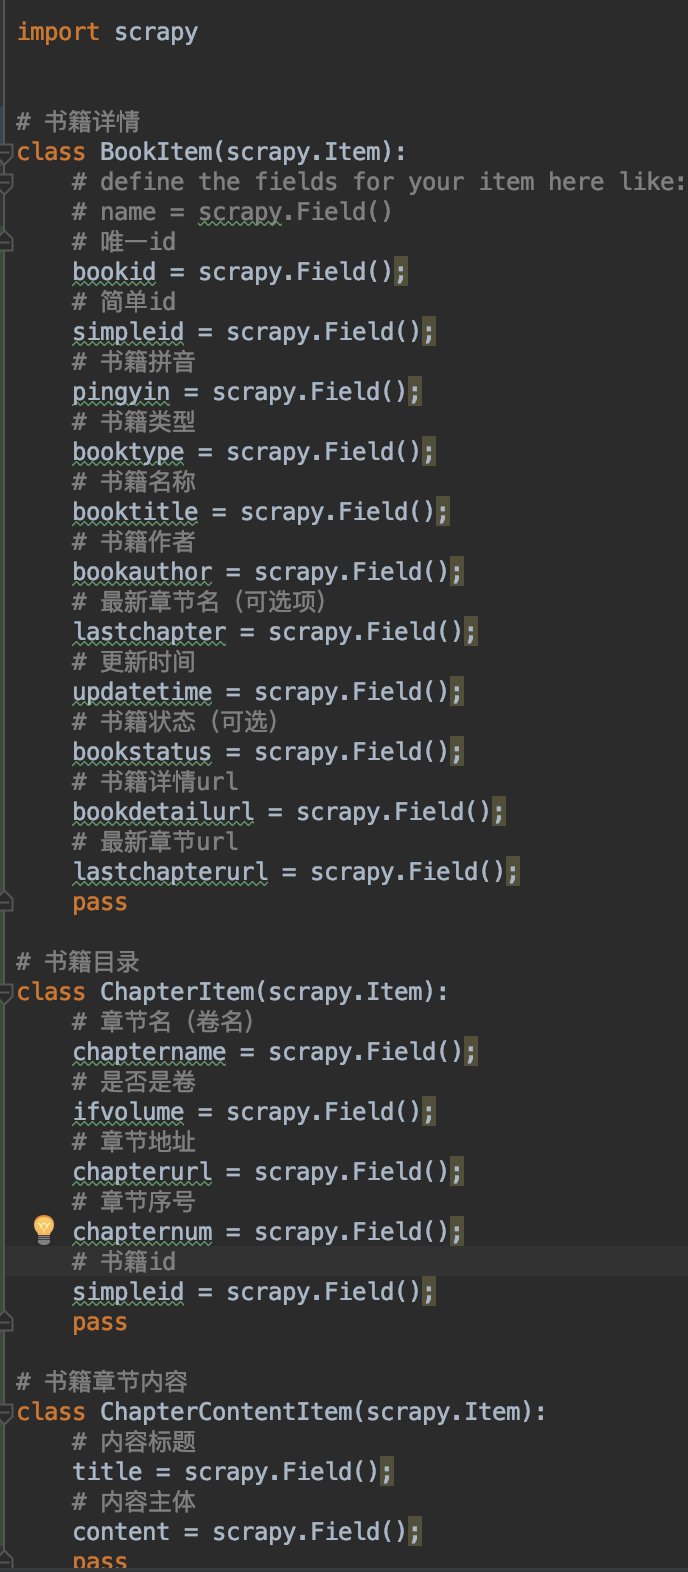 import scrapy
# 书籍详情
class BookItem(scrapy.Item):
    # define the fields for your item here like:
    # name = scrapy.Field()
    # 唯一id
    bookid = scrapy.Field();
    # 简单id
    simpleid = scrapy.Field();
    # 书籍拼音
    pingyin = scrapy.Field();
    # 书籍类型
    booktype = scrapy.Field();
    # 书籍名称
    booktitle = scrapy.Field();
    # 书籍作者
    bookauthor = scrapy.Field();
    # 最新章节名（可选项）
    lastchapter = scrapy.Field();
    # 更新时间
    updatetime = scrapy.Field();
    # 书籍状态（可选）
    bookstatus = scrapy.Field();
    # 书籍详情url
    bookdetailurl = scrapy.Field();
    # 最新章节url
    lastchapterurl = scrapy.Field();
    pass
# 书籍目录
class ChapterItem(scrapy.Item):
    # 章节名（卷名）
    chaptername = scrapy.Field();
    # 是否是卷
    ifvolume = scrapy.Field();
    # 章节地址
    chapterurl = scrapy.Field();
    # 章节序号
    chapternum = scrapy.Field();
    # 书籍id
    simpleid = scrapy.Field();
    pass
# 书籍章节内容
class ChapterContentItem(scrapy.Item):
    # 内容标题
    title = scrapy.Field();
    # 内容主体
    content = scrapy.Field();
    pass